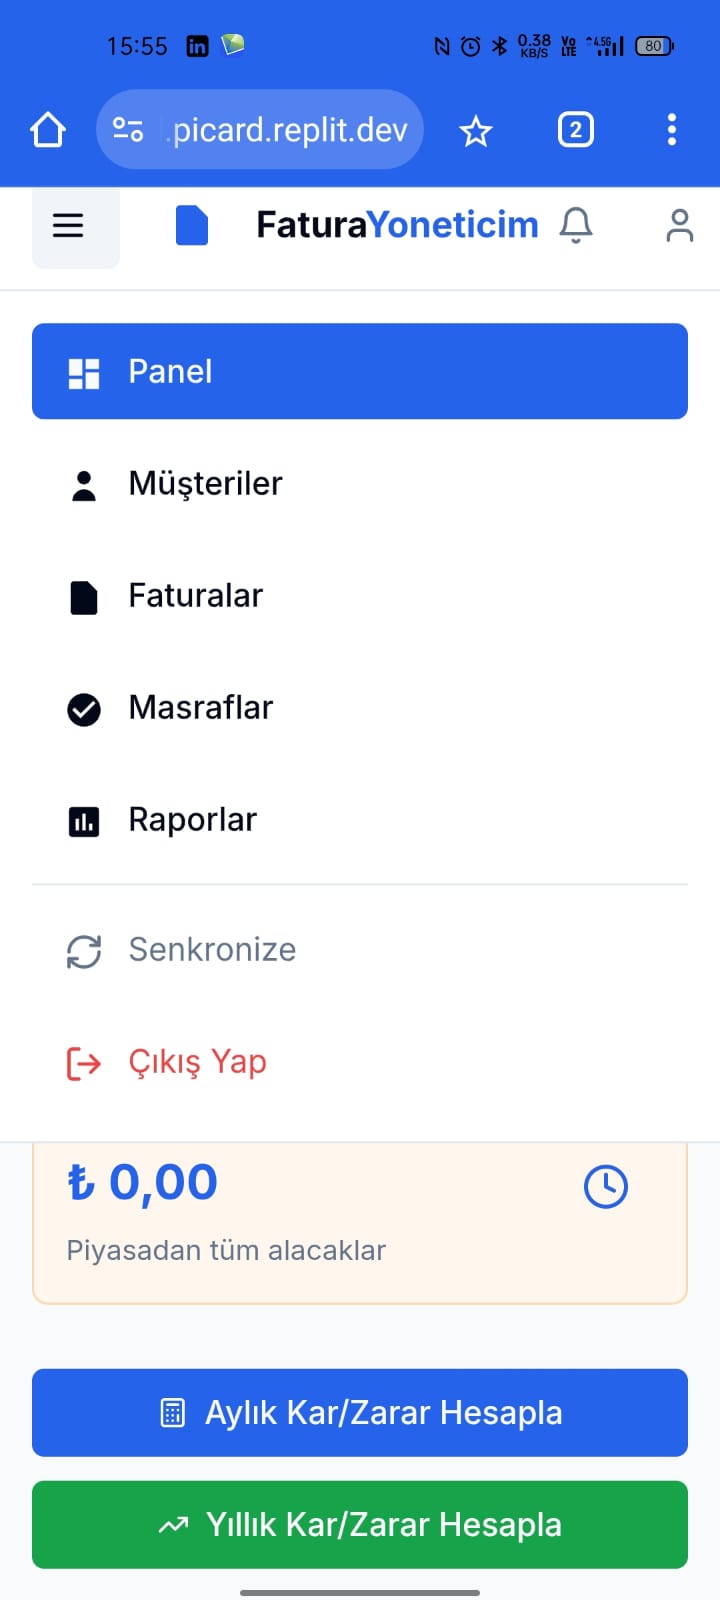 15:55
0.38 KB/S
Vo LTE
4.5G
80
.picard.replit.dev
2
FaturaYoneticim
Panel
Müşteriler
Faturalar
Masraflar
Raporlar
Senkronize
Çıkış Yap
₺ 0,00
Piyasadan tüm alacaklar
Aylık Kar/Zarar Hesapla
Yıllık Kar/Zarar Hesapla